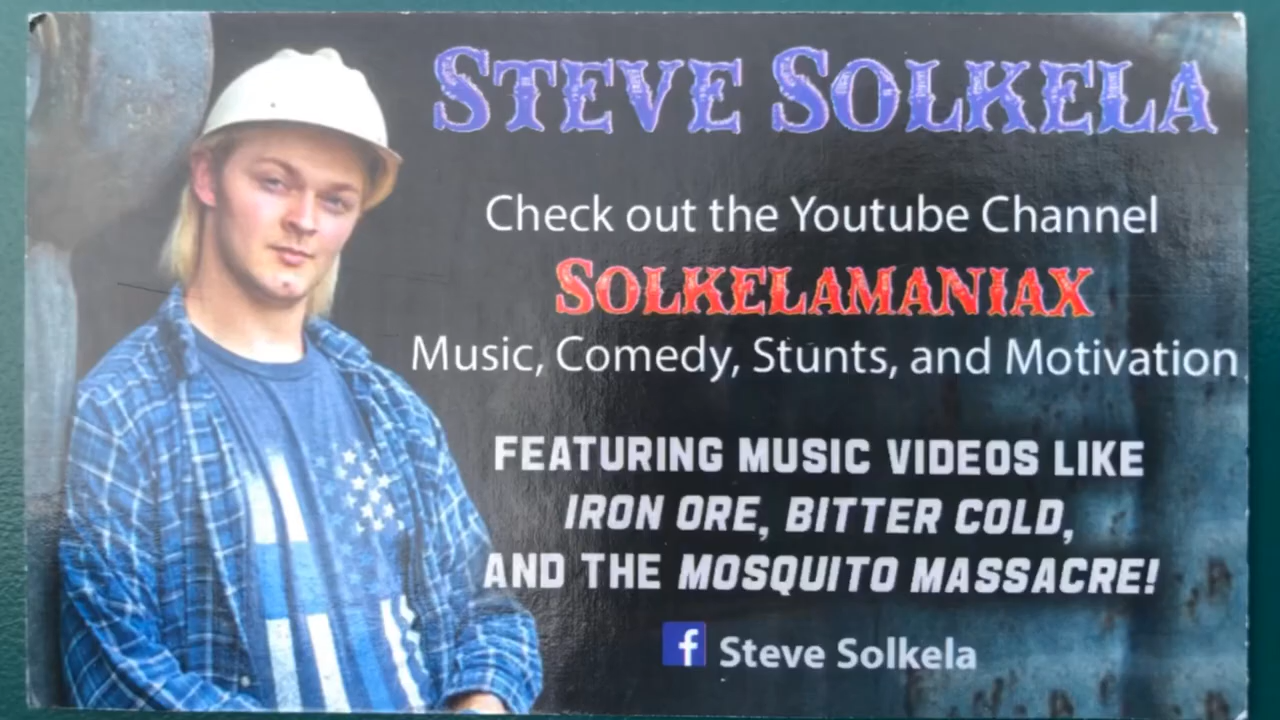 STEVE SOLKELA
Check out the Youtube Channel
SOLKELAMANIAX
Music, Comedy, Stunts, and Motivation
FEATURING MUSIC VIDEOS LIKE
IRON ORE, BITTER COLD,
AND THE MOSQUITO MASSACRE!
f Steve Solkela